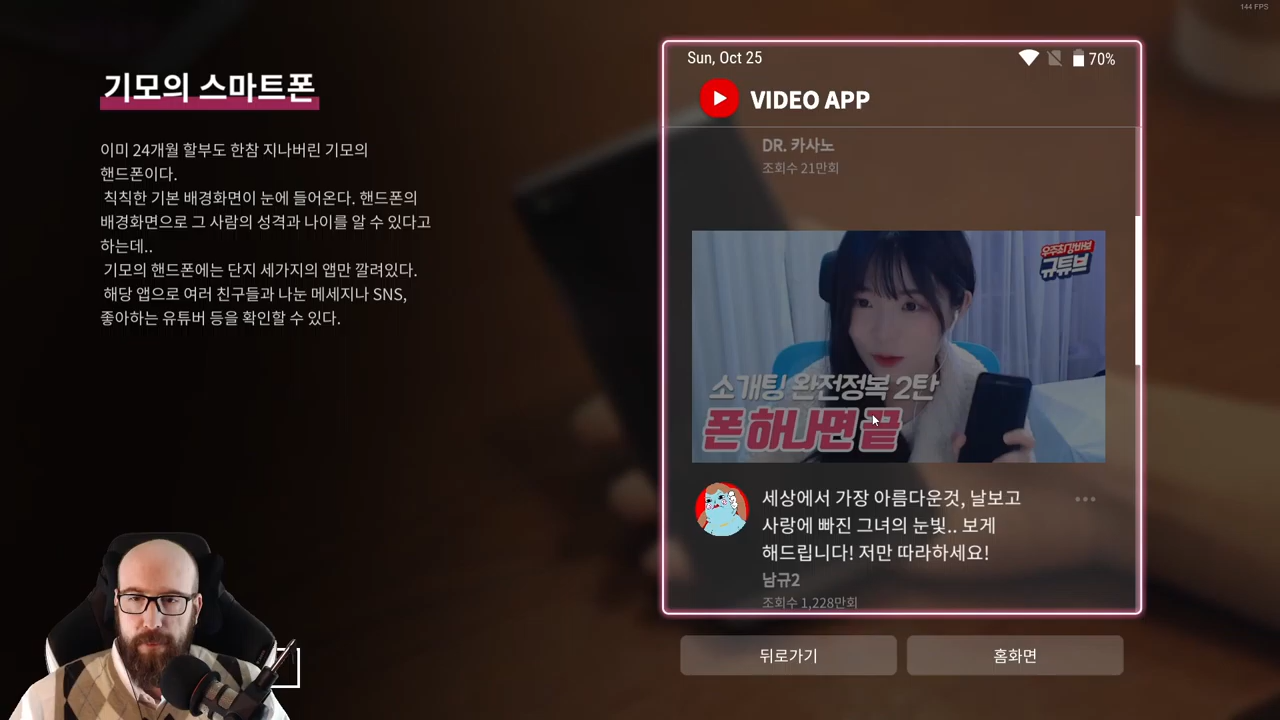 144 FPS
기모의 스마트폰
이미 24개월 할부도 한참 지나버린 기모의
핸드폰이다.
칙칙한 기본 배경화면이 눈에 들어온다. 핸드폰의
배경화면으로 그 사람의 성격과 나이를 알 수 있다고
하는데..
기모의 핸드폰에는 단지 세가지의 앱만 깔려있다.
해당 앱으로 여러 친구들과 나눈 메세지나 SNS,
좋아하는 유튜버 등을 확인할 수 있다.
Sun, Oct 25
70%
VIDEO APP
DR. 카사노
조회수 21만회
우주최강바보
규튜브
소개팅 완전정복 2탄
폰 하나면 끝
세상에서 가장 아름다운것, 날보고
사랑에 빠진 그녀의 눈빛.. 보게
해드립니다! 저만 따라하세요!
남규2
조회수 1,228만회
뒤로가기
홈화면